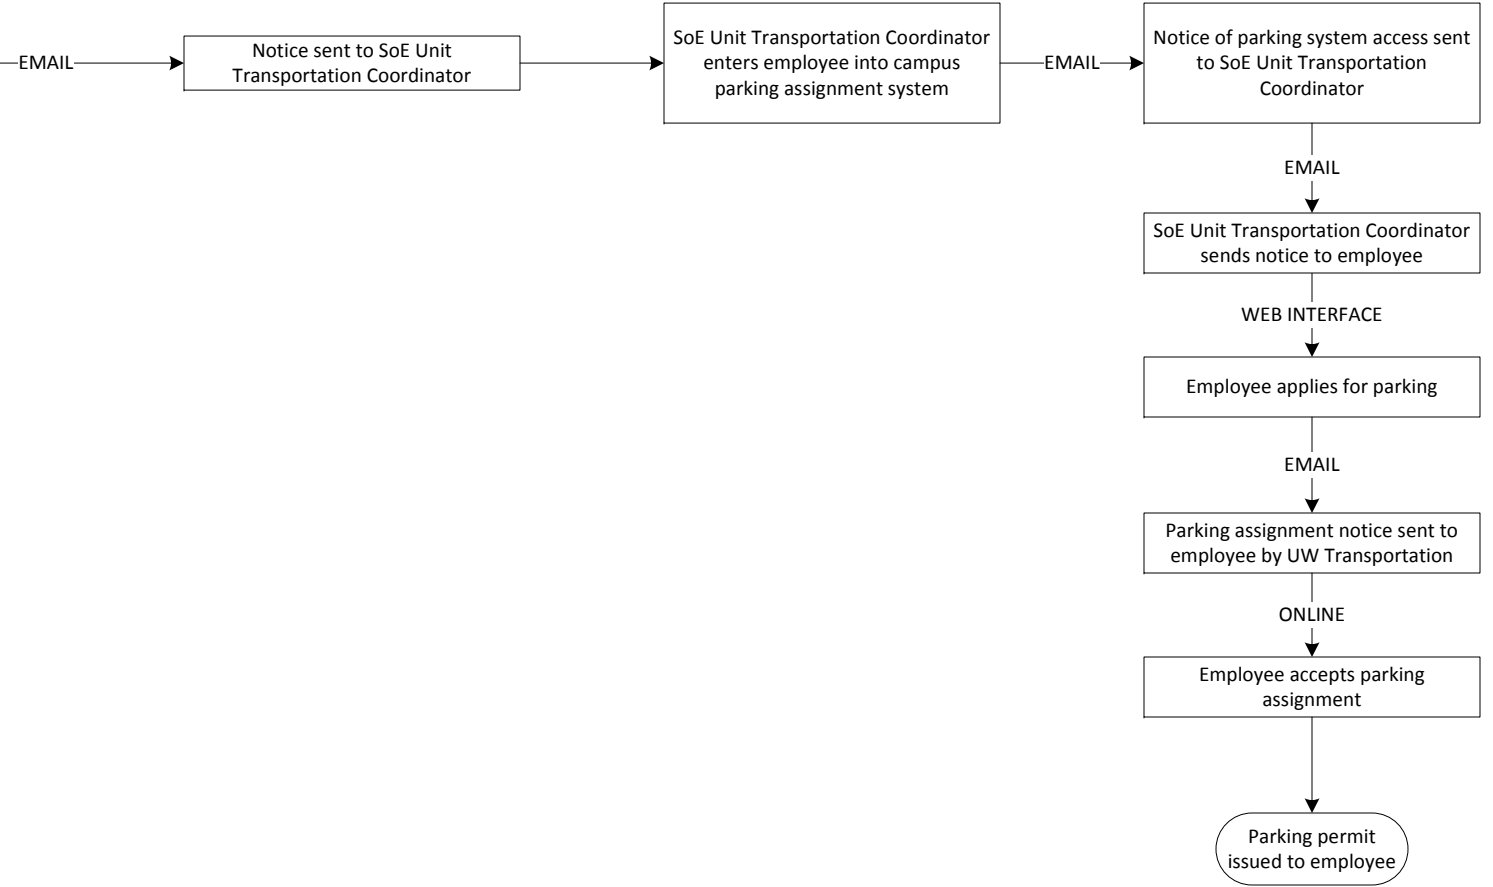 EMAIL
Notice sent to SoE Unit
Transportation Coordinator
SoE Unit Transportation Coordinator
enters employee into campus
parking assignment system
EMAIL
Notice of parking system access sent
to SoE Unit Transportation
Coordinator
EMAIL
SoE Unit Transportation Coordinator
sends notice to employee
WEB INTERFACE
Employee applies for parking
EMAIL
Parking assignment notice sent to
employee by UW Transportation
ONLINE
Employee accepts parking
assignment
Parking permit
issued to employee